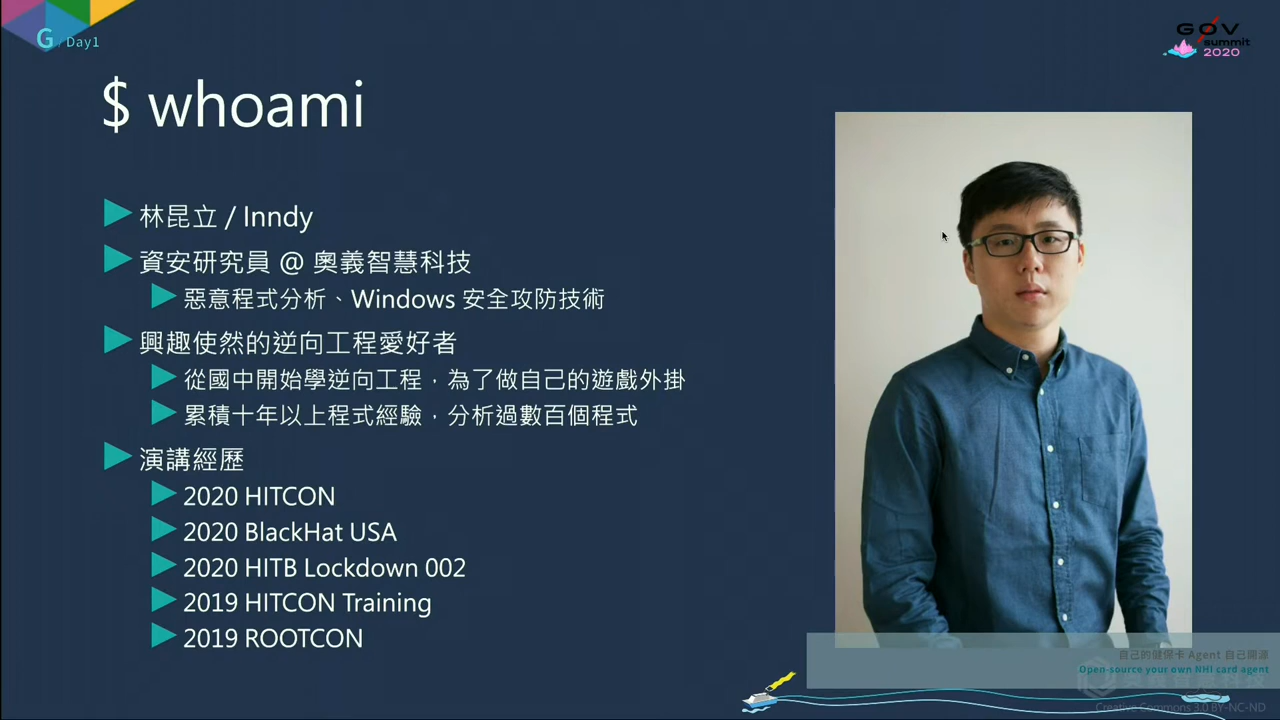 G / Day1
GOV
summit
2020
$ whoami
林昆立 / Inndy
資安研究員 @ 奧義智慧科技
惡意程式分析、Windows 安全攻防技術
興趣使然的逆向工程愛好者
從國中開始學逆向工程，為了做自己的遊戲外掛
累積十年以上程式經驗，分析過數百個程式
演講經歷
2020 HITCON
2020 BlackHat USA
2020 HITB Lockdown 002
2019 HITCON Training
2019 ROOTCON
自己的健保卡 Agent 自己開源
Open-source your own NHI card agent
Creative Commons 3.0 BY-NC-ND